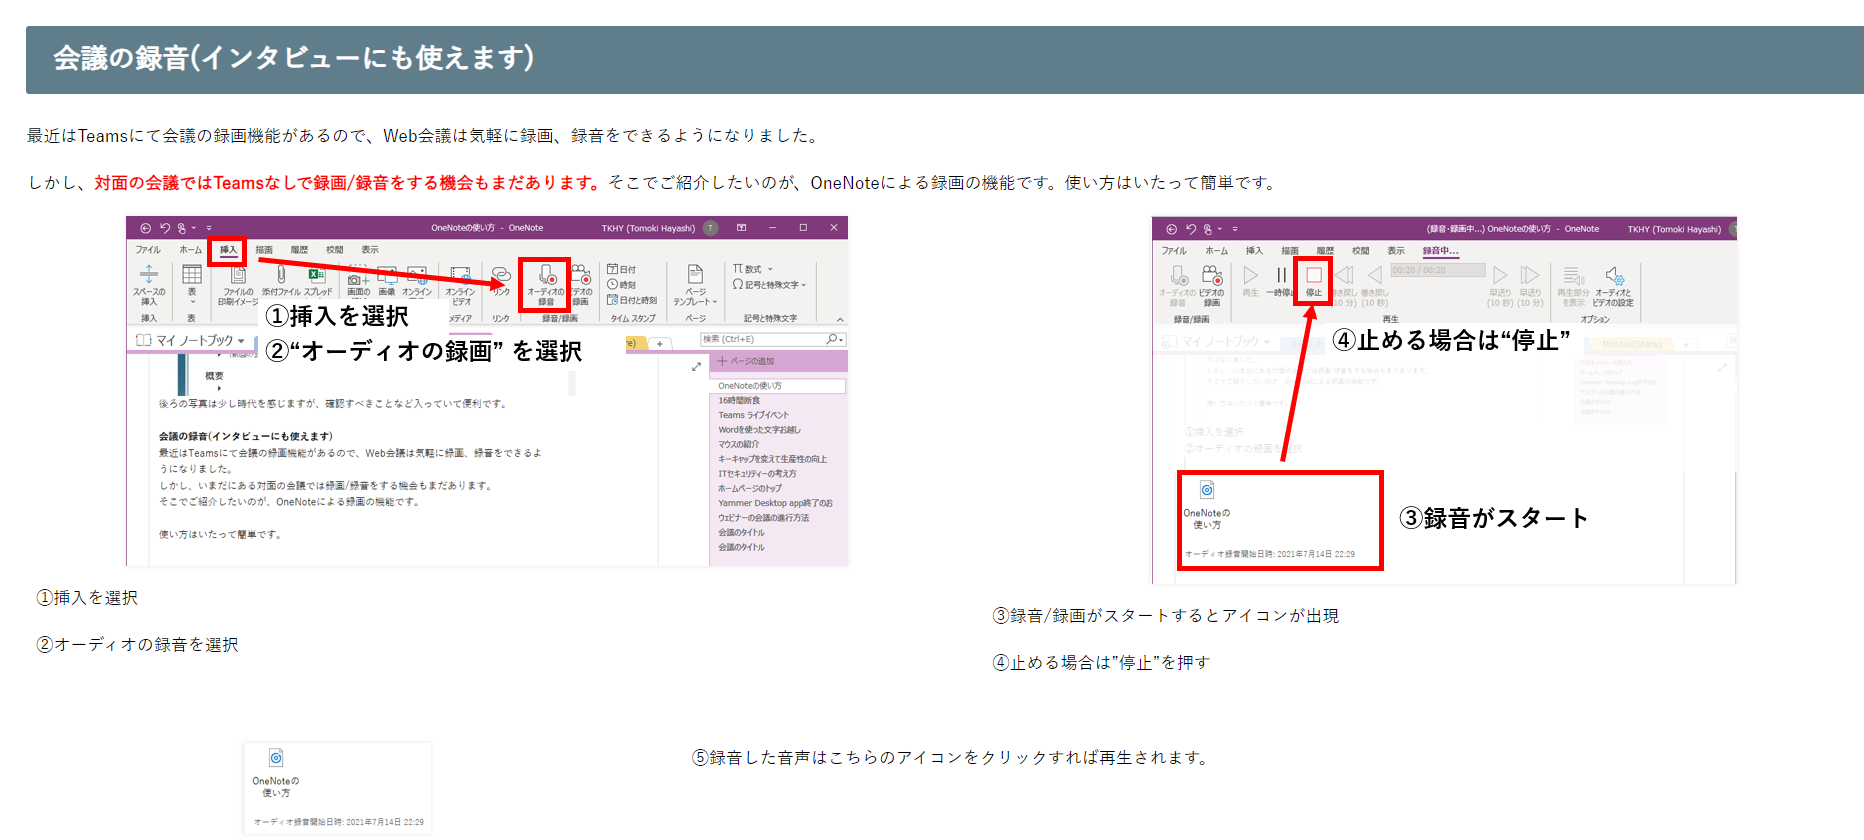 会議の録音(インタビューにも使えます)
最近はTeamsにて会議の録画機能があるので、Web会議は気軽に録画、録音をできるようになりました。
しかし、対面の会議ではTeamsなしで録画/録音をする機会もまだあります。そこでご紹介したいのが、OneNoteによる録画の機能です。使い方はいたって簡単です。
OneNoteの使い方 - OneNote
TKHY (Tomoki Hayashi)
T
ファイル ホーム 挿入 描画 履歴 校閲 表示
スペースの挿入
表
ファイルの印刷イメージ
添付ファイル
スプレッド
画面の
画像
オンライン
オンラインビデオ
リンク
オーディオの録音
ビデオの録画
日付
時刻
日付と時刻
ページテンプレート
数式
記号と特殊文字
挿入 表 メディア リンク 録音/録画 タイム スタンプ ページ 記号と特殊文字
①挿入を選択
②“オーディオの録画” を選択
マイ ノートブック
検索 (Ctrl+E)
ページの追加
概要
後ろの写真は少し時代を感じますが、確認すべきことなど入っていて便利です。
会議の録音(インタビューにも使えます)
最近はTeamsにて会議の録画機能があるので、Web会議は気軽に録画、録音をできるよ
うになりました。
しかし、いまだにある対面の会議では録画/録音をする機会もまだあります。
そこでご紹介したいのが、OneNoteによる録画の機能です。
使い方はいたって簡単です。
OneNoteの使い方
16時間断食
Teams ライブイベント
Wordを使った文字お越し
マウスの紹介
キーキャップを変えて生産性の向上
ITセキュリティーの考え方
ホームページのトップ
Yammer Desktop app終了のお
ウェビナーの会議の進行方法
会議のタイトル
会議のタイトル
①挿入を選択
②オーディオの録音を選択
(録音・録画中...) OneNoteの使い方 - OneNote
TKHY (Tomoki Hayashi)
ファイル ホーム 挿入 描画 履歴 校閲 表示 録音中...
オーディオの録音
ビデオの録画
再生
一時停止
停止
巻き戻し (10 分)
巻き戻し (10 秒)
00:20 / 00:20
早送り (10 秒)
早送り (10 分)
再生部分を表示
オーディオとビデオの設定
録音/録画 再生 オプション
④止める場合は“停止”
マイ ノートブック
Minutes(Share)
①挿入を選択
②オーディオの録画を選択
OneNoteの
使い方
オーディオ録音開始日時: 2021年7月14日 22:29
③録音がスタート
③録音/録画がスタートするとアイコンが出現
④止める場合は”停止”を押す
OneNoteの
使い方
オーディオ録音開始日時: 2021年7月14日 22:29
⑤録音した音声はこちらのアイコンをクリックすれば再生されます。